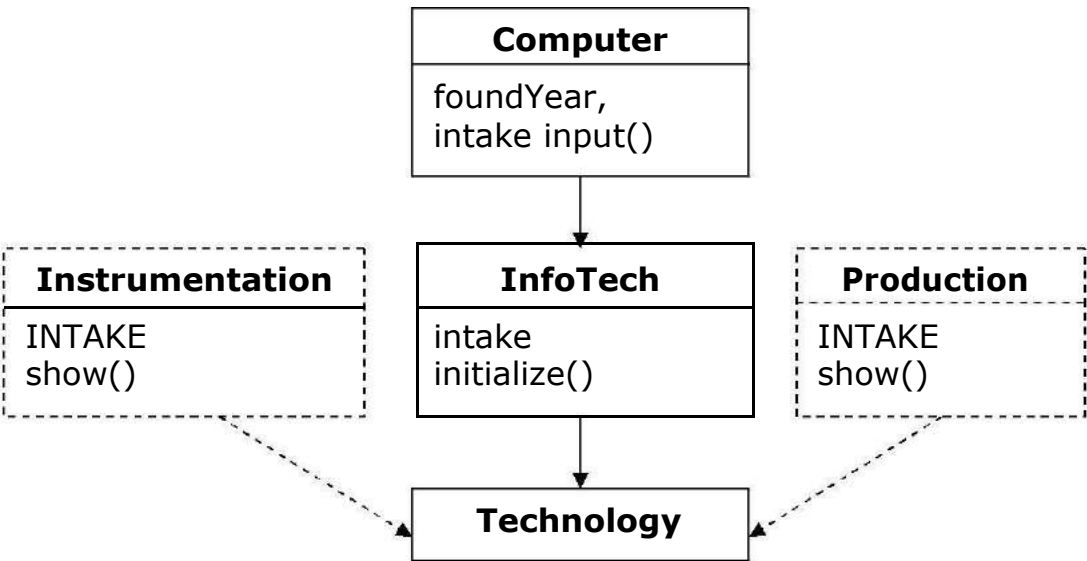 Computer
foundYear,
intake input()
Instrumentation
INTAKE
show()
InfoTech
intake
initialize()
Production
INTAKE
show()
Technology